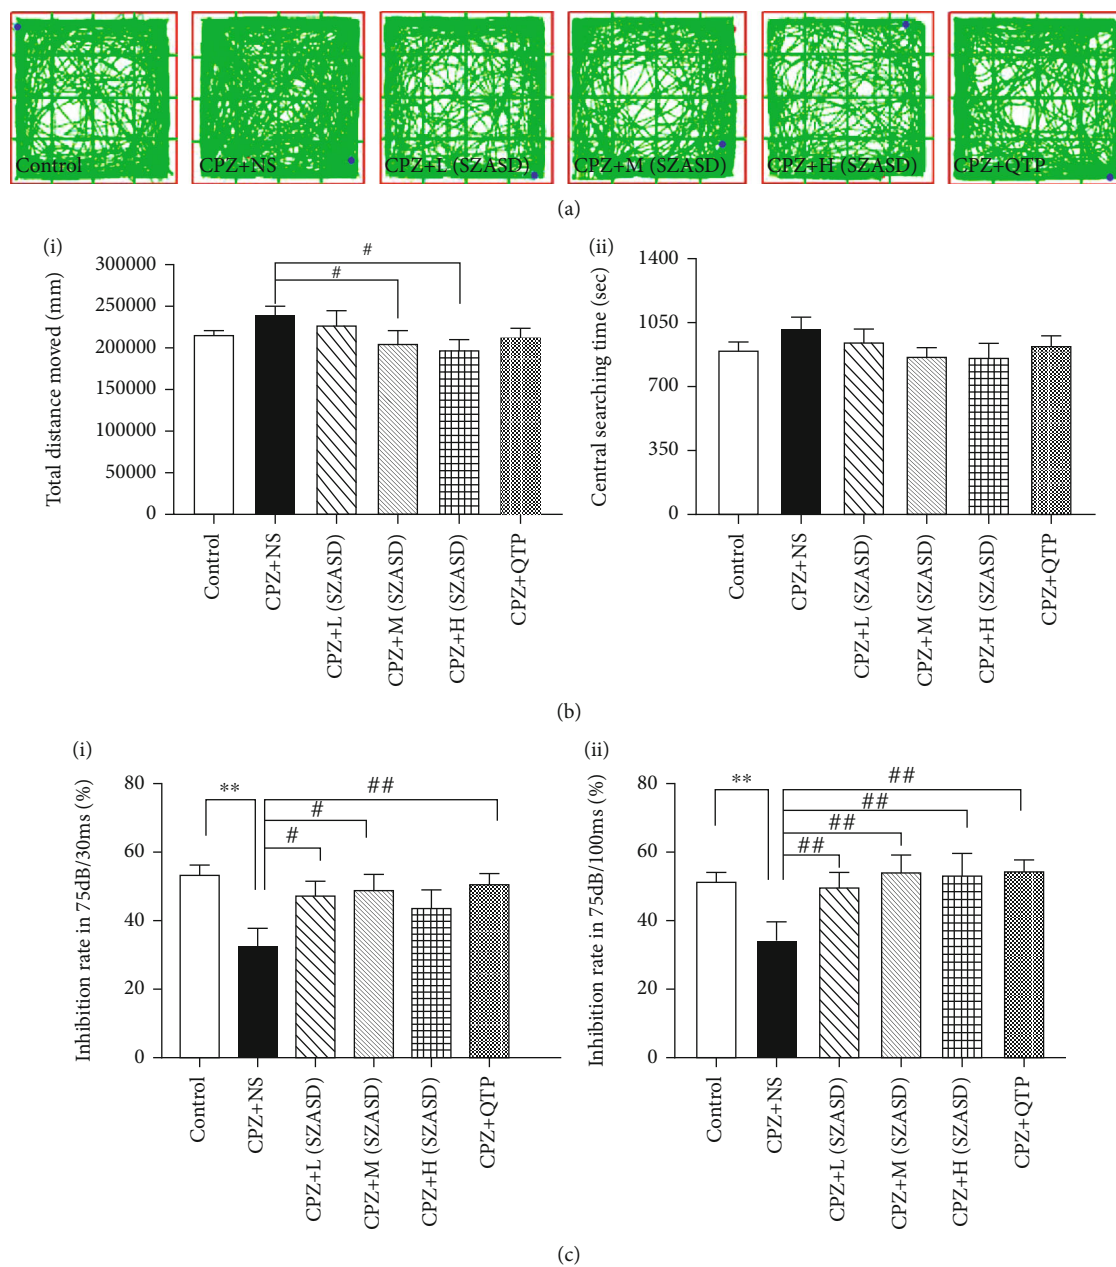 Control
CPZ+NS
CPZ+L (SZASD)
CPZ+M (SZASD)
CPZ+H (SZASD)
CPZ+QTP
(a)
(i)
Total distance moved (mm)
300000
250000
200000
150000
100000
50000
0
#
#
Control
CPZ+NS
CPZ+L (SZASD)
CPZ+M (SZASD)
CPZ+H (SZASD)
CPZ+QTP
(ii)
Central searching time (sec)
1400
1050
700
350
0
Control
CPZ+NS
CPZ+L (SZASD)
CPZ+M (SZASD)
CPZ+H (SZASD)
CPZ+QTP
(b)
(i)
Inhibition rate in 75dB/30ms (%)
80
60
40
20
0
**
##
#
#
Control
CPZ+NS
CPZ+L (SZASD)
CPZ+M (SZASD)
CPZ+H (SZASD)
CPZ+QTP
(ii)
Inhibition rate in 75dB/100ms (%)
80
60
40
20
0
**
##
##
##
##
Control
CPZ+NS
CPZ+L (SZASD)
CPZ+M (SZASD)
CPZ+H (SZASD)
CPZ+QTP
(c)